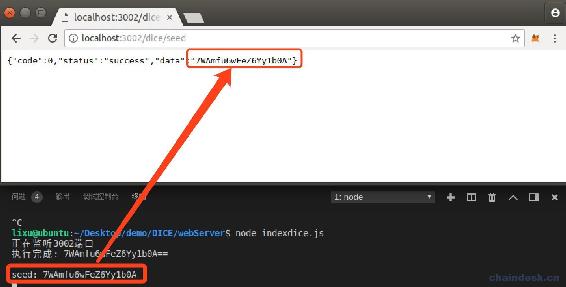 localhost:3002/dice
localhost:3002/dice/seed
{"code":0,"status":"success","data":"7WAmfu6wFeZ6Yy1b0A"}
问题 4 输出 调试控制台 终端
1: node
^C
lixu@ubuntu:~/Desktop/demo/DICE/webServer$ node indexdice.js
正在监听3002端口
执行完成: 7WAmfu6wFeZ6Yy1b0A==
seed: 7WAmfu6wFeZ6Yy1b0A
chaindesk.cn